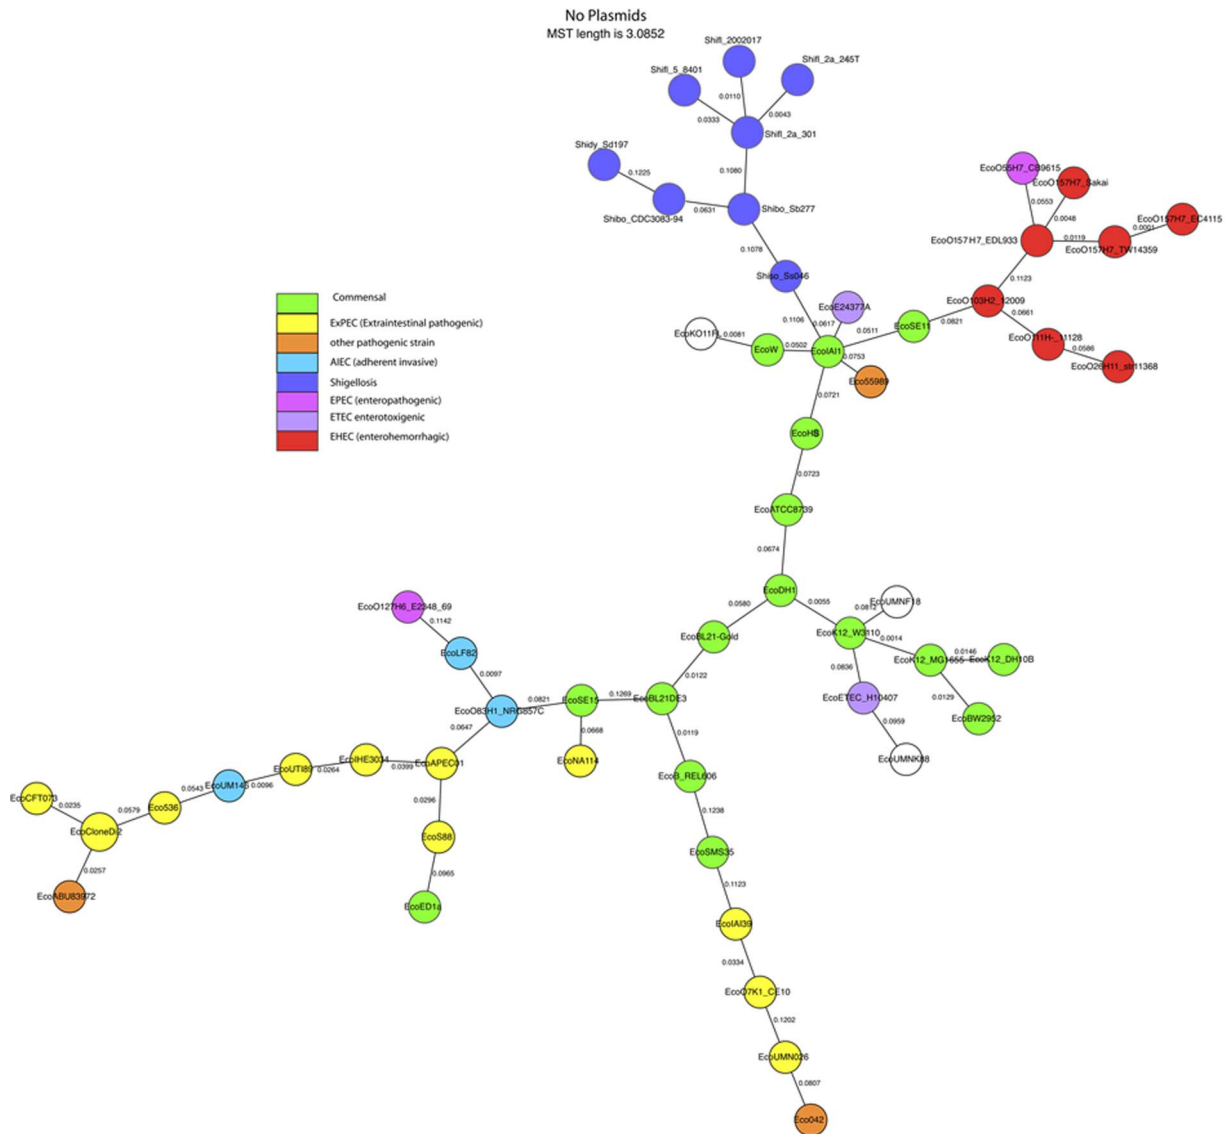 No Plasmids
MST length is 3.0852
Shifl_2002017
Shifl_5_8401
Shifl_2a_245T
0.0110
0.0333
0.0043
Shifl_2a_301
Shidy_Sd197
0.1225
0.1080
Shibo_CDC3083-94
0.0631
Shibo_Sb277
0.1078
Shiso_Ss046
EcoO55H7_CB9615
EcoO157H7_Sakai
0.0553
0.0048
EcoO157H7_EC4115
0.0001
EcoO157H7_EDL933
0.0119
EcoO157H7_TW14359
0.1123
EcoO103H2_12009
0.0661
EcoO111H-_11128
0.0586
EcoO26H11_str11368
Commensal
ExPEC (Extraintestinal pathogenic)
other pathogenic strain
AIEC (adherent invasive)
Shigellosis
EPEC (enteropathogenic)
ETEC enterotoxigenic
EHEC (enterohemorrhagic)
EcoE24377A
0.1106
0.0617
0.0511
EcoSE11
0.0821
0.0081
EcoW
0.0502
EcoIAI1
0.0753
Eco55989
0.0721
0.0723
EcoATCC8739
0.0674
EcoDH1
0.0580
0.0055
0.0812
EcoUMNF18
EcoK12_W3110
0.0014
EcoK12_MG1655
0.0146
EcoK12_DH10B
0.0129
EcoBW2952
0.0836
EcoETEC_H10407
0.0959
EcoUMNK88
EcoBL21-Gold
0.0122
EcoO127H6_E2348_69
0.1142
EcoLF82
0.0097
EcoO83H1_NRG857C
0.0821
EcoSE15
0.1269
EcoBL21DE3
0.0668
EcoNA114
0.0119
EcoB_REL606
0.0647
EcoAPEC01
0.0399
EcoIHE3034
0.0264
EcoUTI89
0.0096
0.0543
Eco536
0.0579
EcoCFT073
0.0235
0.0257
EcoABU83972
0.0296
EcoS88
0.0965
EcoED1a
0.1238
EcoSMS35
0.1123
EcoIAI39
0.0334
EcoO7K1_CE10
0.1202
EcoUMN026
0.0807
Eco042